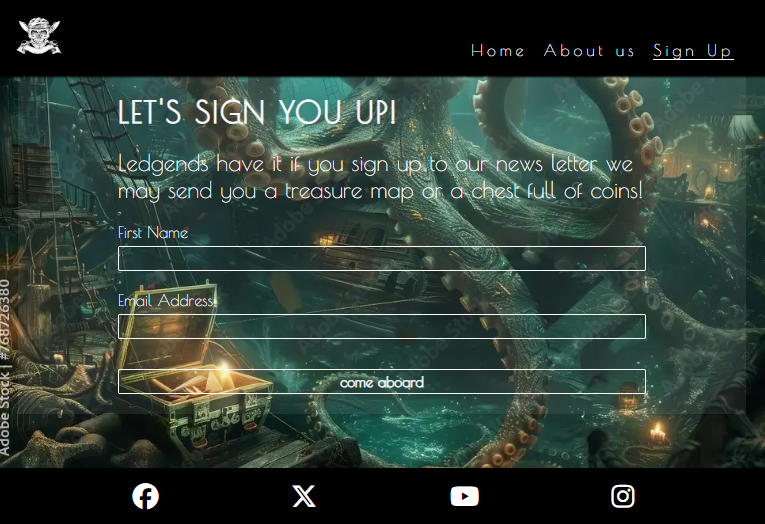 Home About us Sign Up
LET'S SIGN YOU UP!
Ledgends have it if you sign up to our news letter we
may send you a treasure map or a chest full of coins!
First Name
Email Address
come aboard
Adobe Stock | #768726380